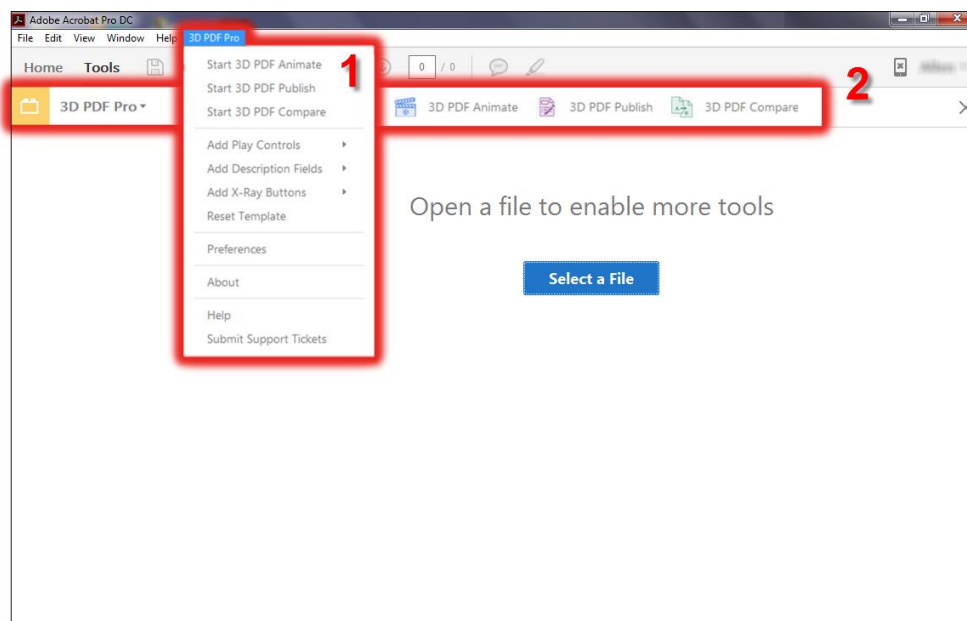 Adobe Acrobat Pro DC
File Edit View Window Help 3D PDF Pro
Home Tools 0 / 0
Start 3D PDF Animate 1
Start 3D PDF Publish
Start 3D PDF Compare
2
3D PDF Pro
3D PDF Animate 3D PDF Publish 3D PDF Compare
Add Play Controls
Add Description Fields
Add X-Ray Buttons
Reset Template
Preferences
About
Help
Submit Support Tickets
Open a file to enable more tools
Select a File